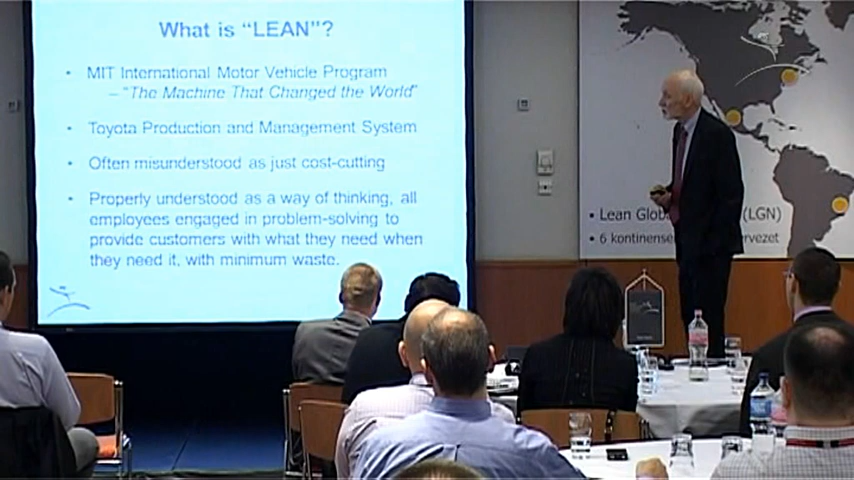 What is “LEAN”?
• MIT International Motor Vehicle Program
– “The Machine That Changed the World”
• Toyota Production and Management System
• Often misunderstood as just cost-cutting
• Properly understood as a way of thinking, all
employees engaged in problem-solving to
provide customers with what they need when
they need it, with minimum waste.
• Lean Glob (LGN)
• 6 kontinense ervezet